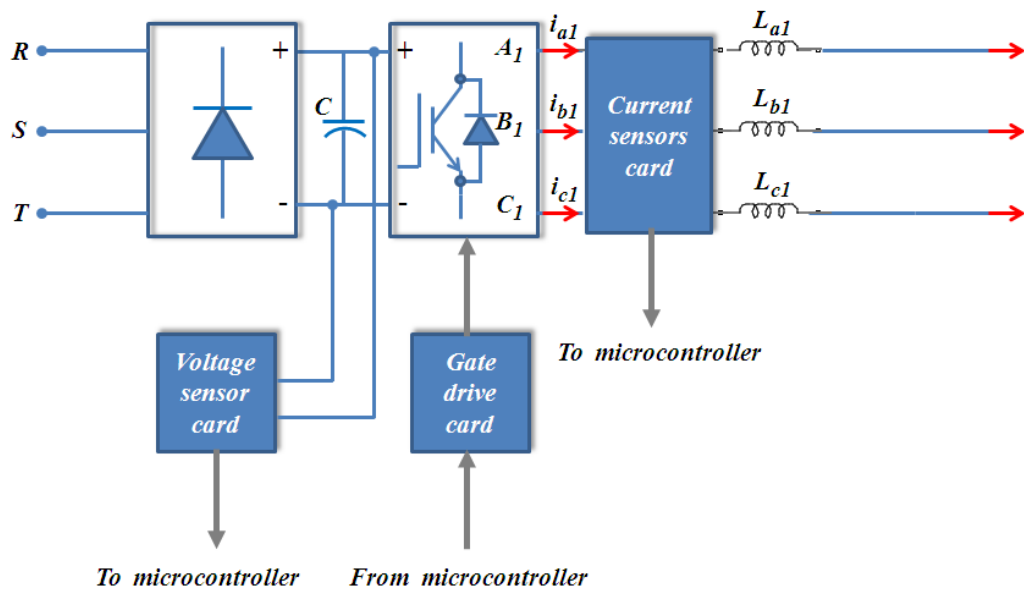 R
S
T
+
-
C
+
-
A1
B1
C1
ia1
ib1
ic1
Current
sensors
card
La1
Lb1
Lc1
To microcontroller
Voltage
sensor
card
Gate
drive
card
To microcontroller
From microcontroller